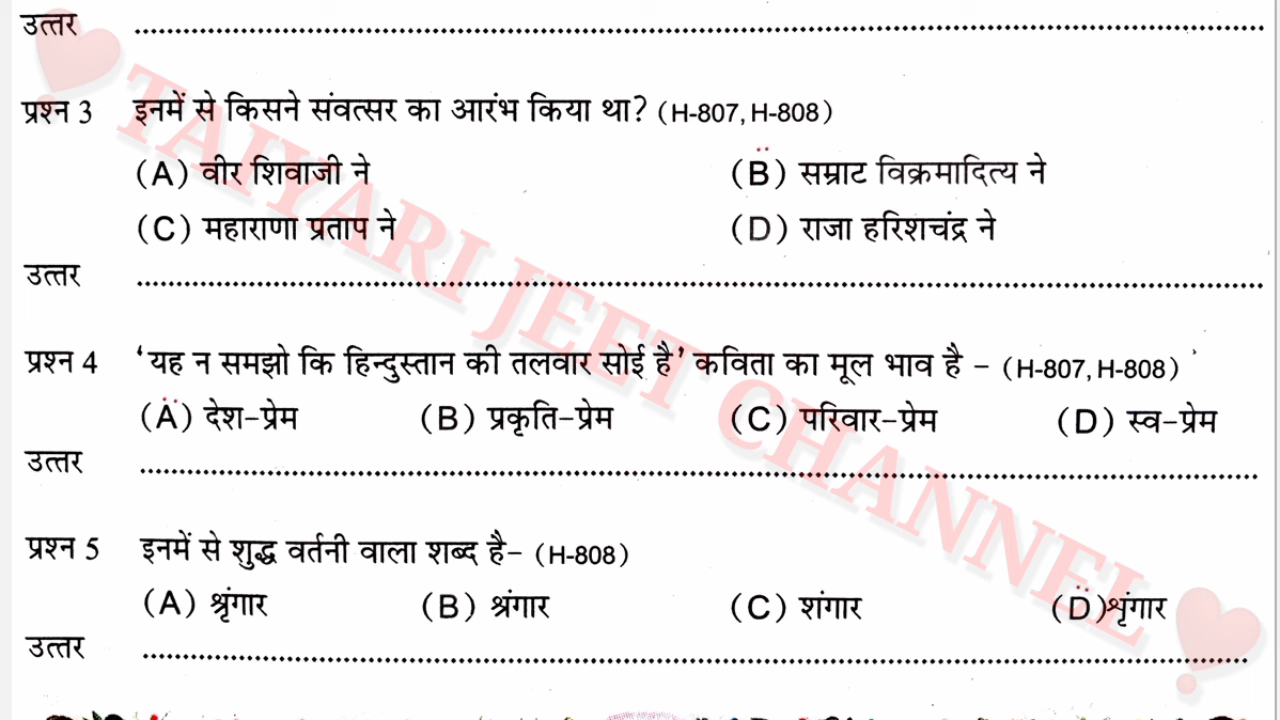 उत्तर ....................
प्रश्न 3 इनमें से किसने संवत्सर का आरंभ किया था? (H-807, H-808)
(A) वीर शिवाजी ने (B) सम्राट विक्रमादित्य ने
(C) महाराणा प्रताप ने (D) राजा हरिशचंद्र ने
उत्तर ....................
प्रश्न 4 ‘यह न समझो कि हिन्दुस्तान की तलवार सोई है’ कविता का मूल भाव है – (H-807, H-808)
(A) देश-प्रेम (B) प्रकृति-प्रेम (C) परिवार-प्रेम (D) स्व-प्रेम
उत्तर ....................
प्रश्न 5 इनमें से शुद्ध वर्तनी वाला शब्द है– (H-808)
(A) श्रृंगार (B) श्रंगार (C) शंगार (D) शृंगार
उत्तर ....................
TAIYARI JEET CHANNEL